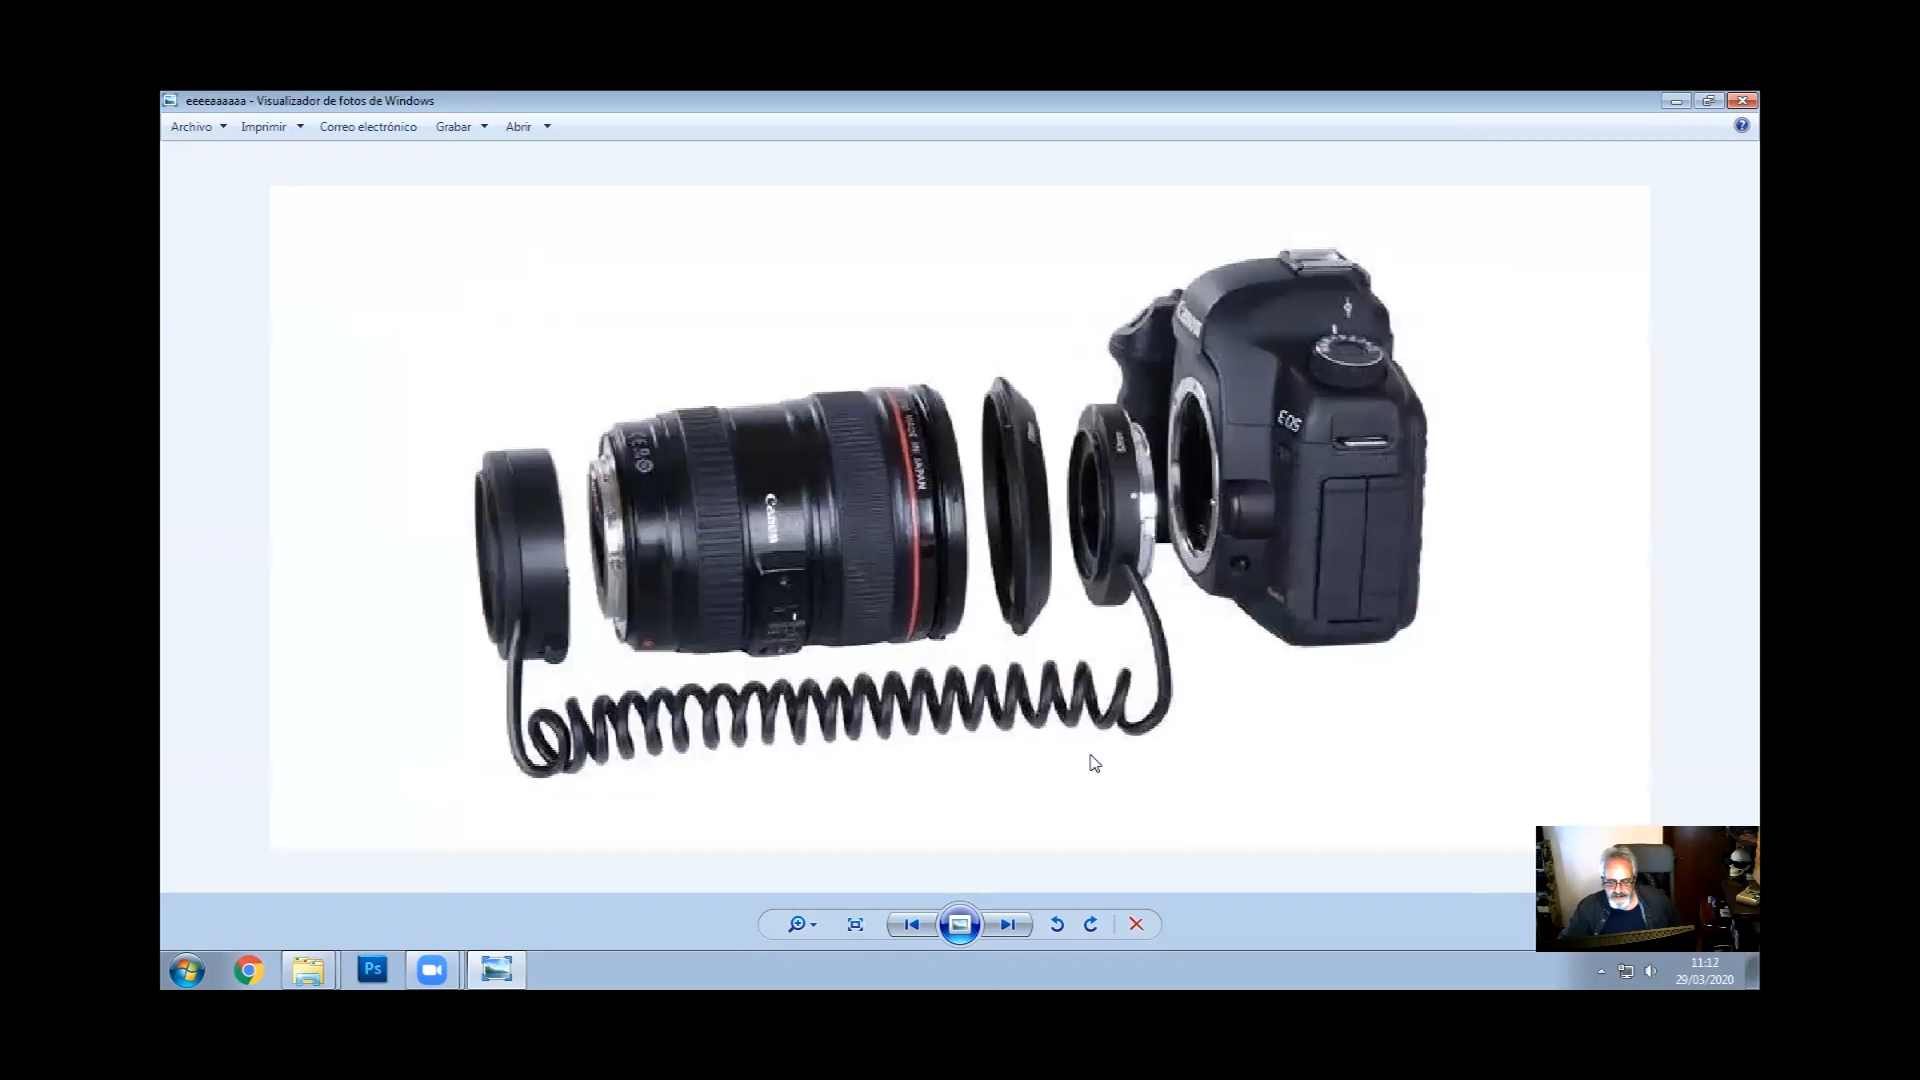 eeeeaaaaaa - Visualizador de fotos de Windows
Archivo Imprimir Correo electrónico Grabar Abrir
Canon
EOS
MADE IN JAPAN
Canon
Ps
11:12
29/03/2020